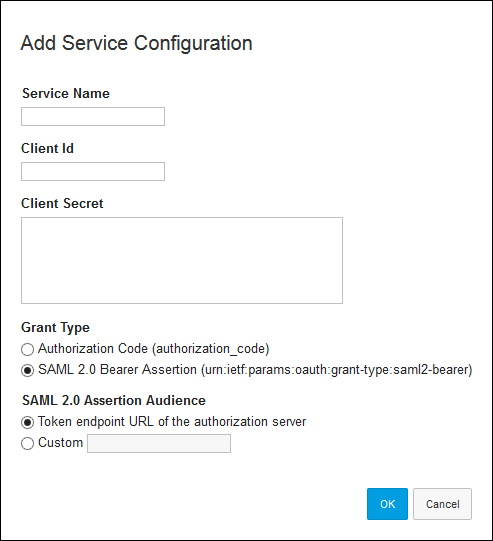 Add Service Configuration
Service Name
Client Id
Client Secret
Grant Type
Authorization Code (authorization_code)
SAML 2.0 Bearer Assertion (urn:ietf:params:oauth:grant-type:saml2-bearer)
SAML 2.0 Assertion Audience
Token endpoint URL of the authorization server
Custom
OK Cancel